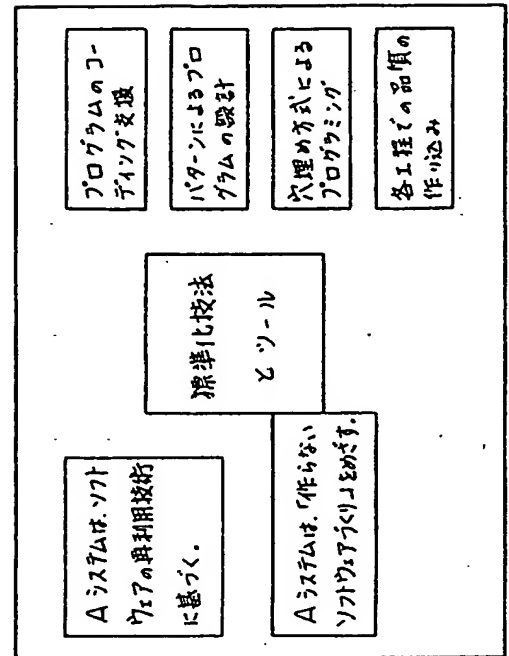 Aシステムは、ソフト
ウェアの再利用技術
に基づく。
Aシステムは、「作らない
ソフトウェアづくり」をめざす。
標準化技法
とツール
プログラムのコー
ディング支援
パターンによるプロ
グラムの設計
穴埋め方式による
プログラミング
各工程での品質の
作り込み